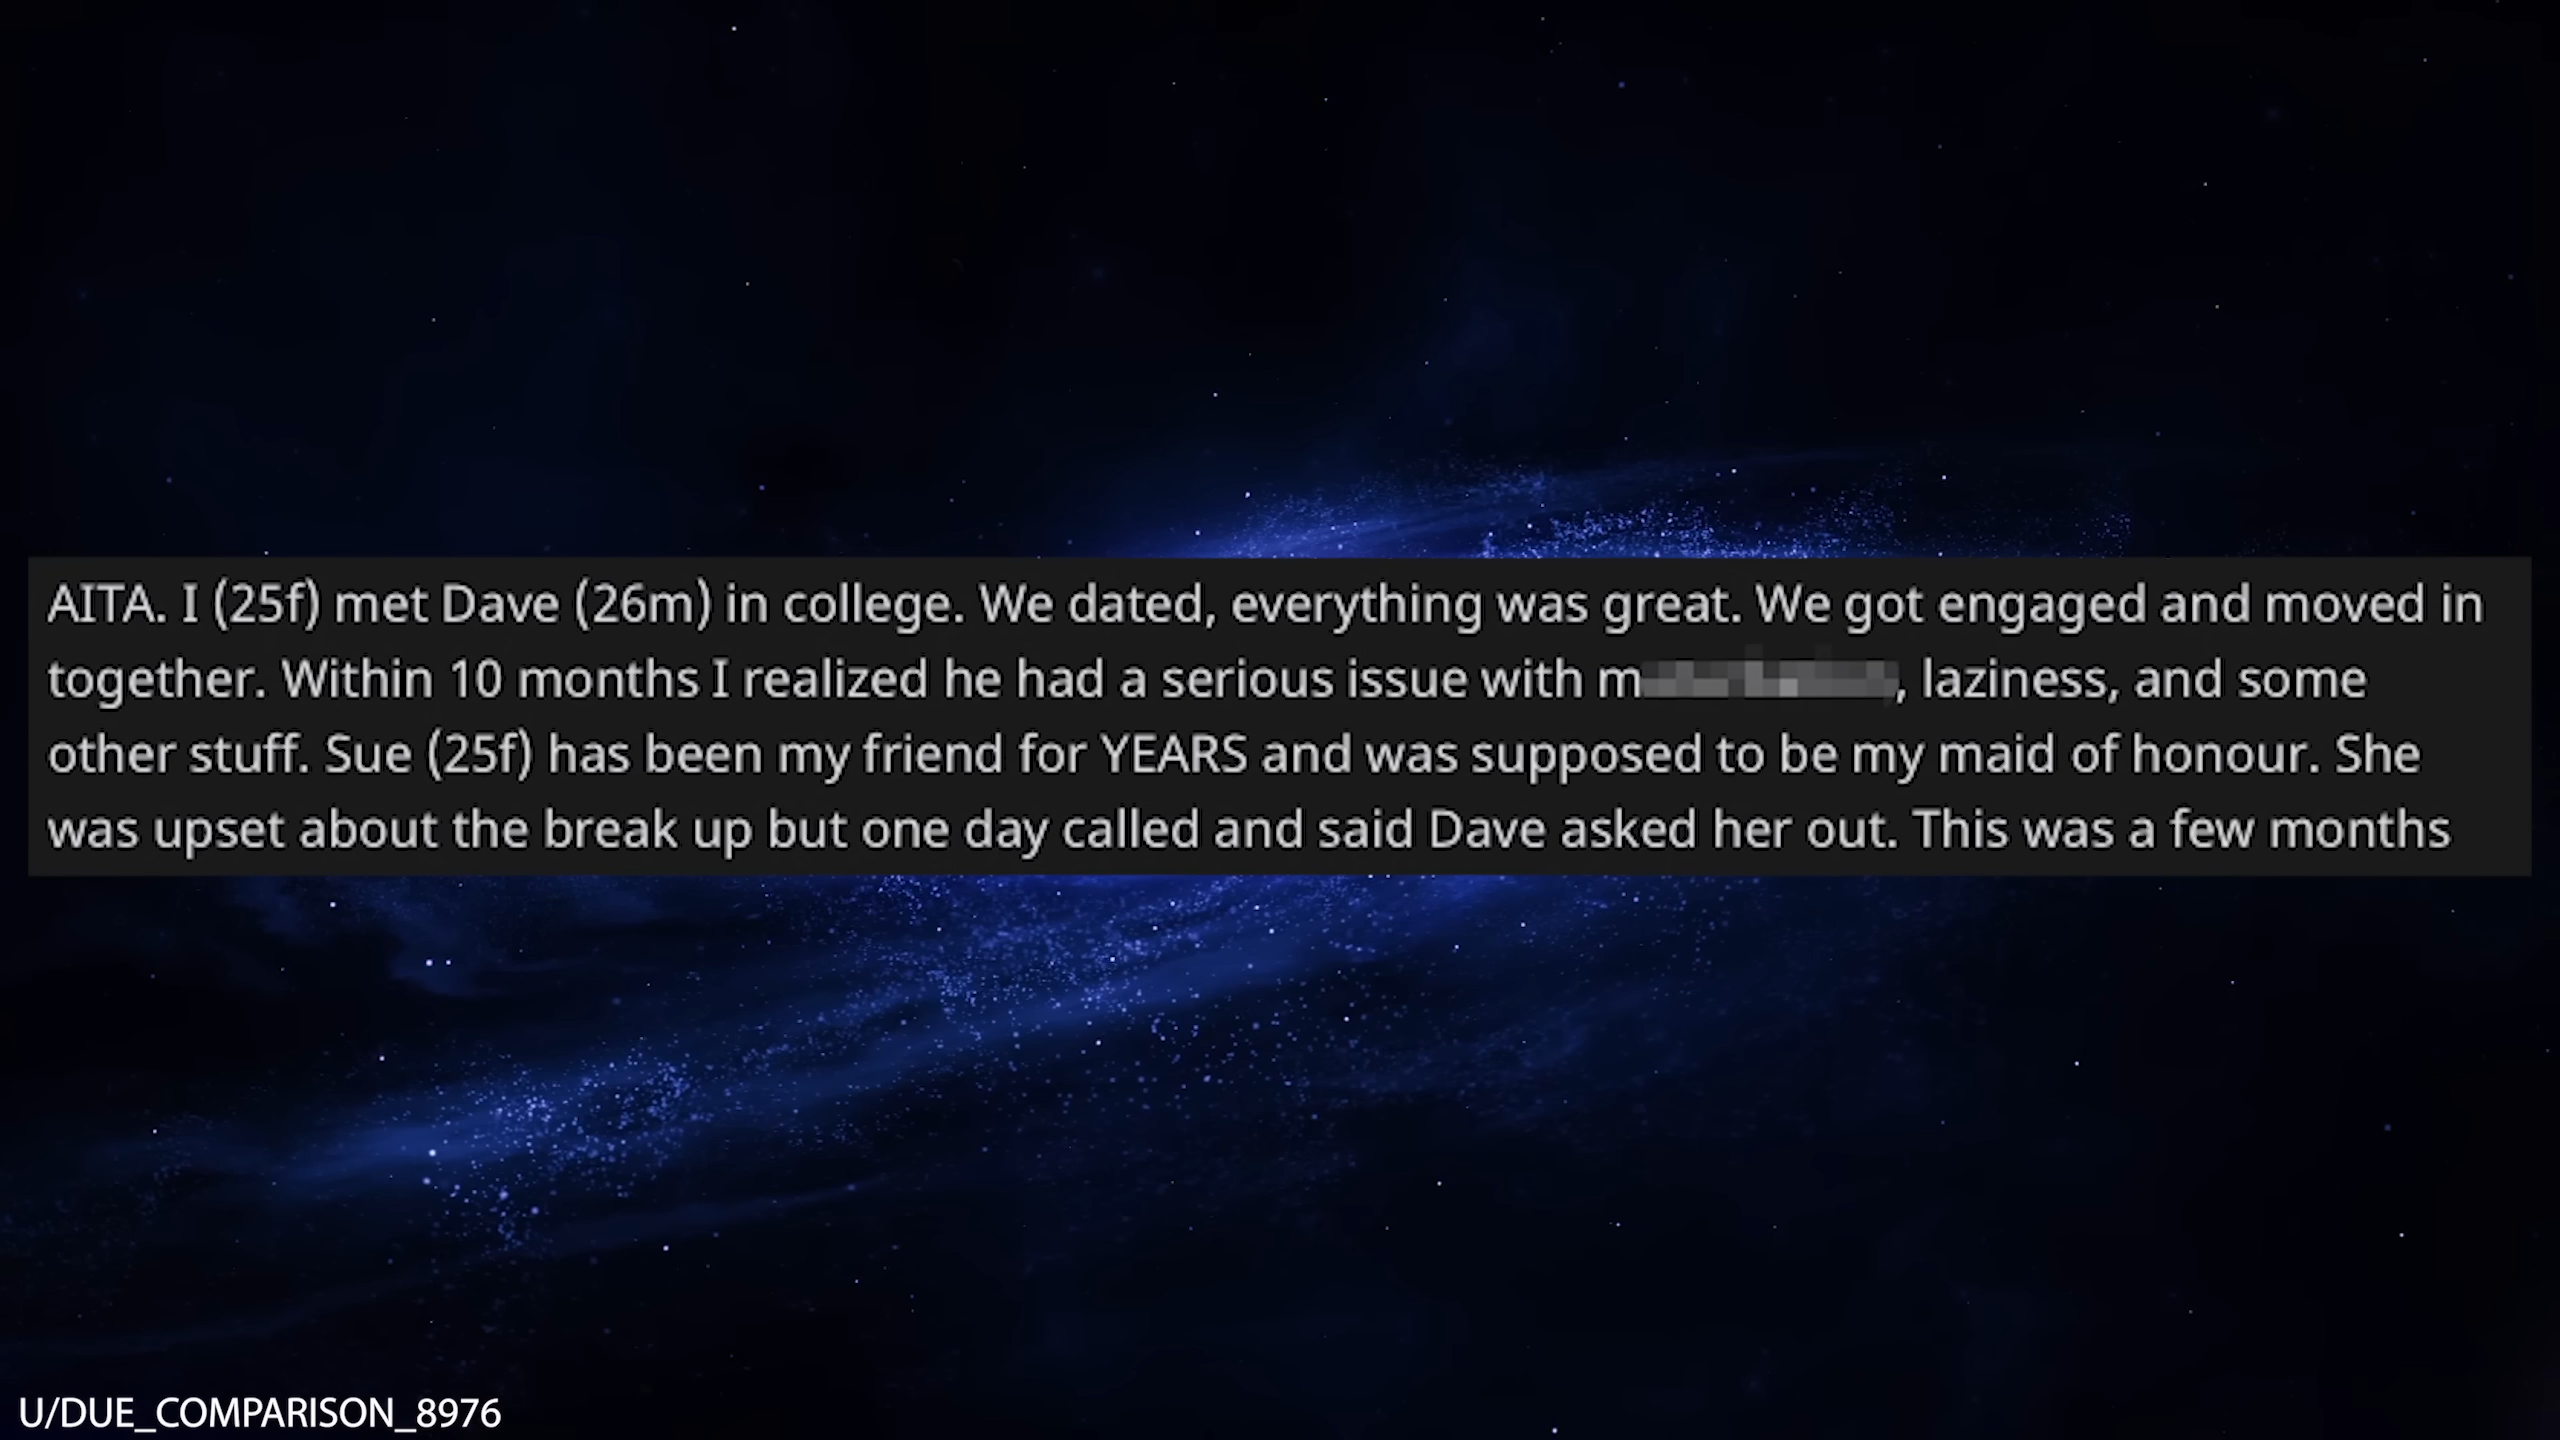 AITA. I (25f) met Dave (26m) in college. We dated, everything was great. We got engaged and moved in
together. Within 10 months I realized he had a serious issue with m, laziness, and some
other stuff. Sue (25f) has been my friend for YEARS and was supposed to be my maid of honour. She
was upset about the break up but one day called and said Dave asked her out. This was a few months
U/DUE_COMPARISON_8976